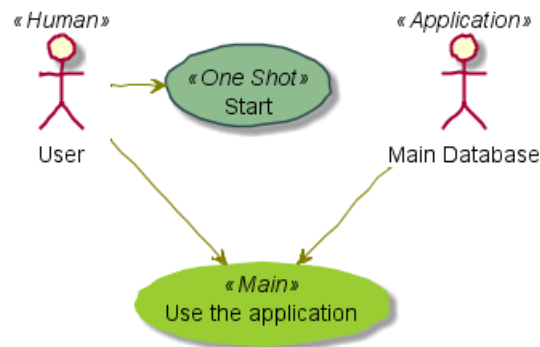 «Human»
User
«One Shot»
Start
«Application»
Main Database
«Main»
Use the application